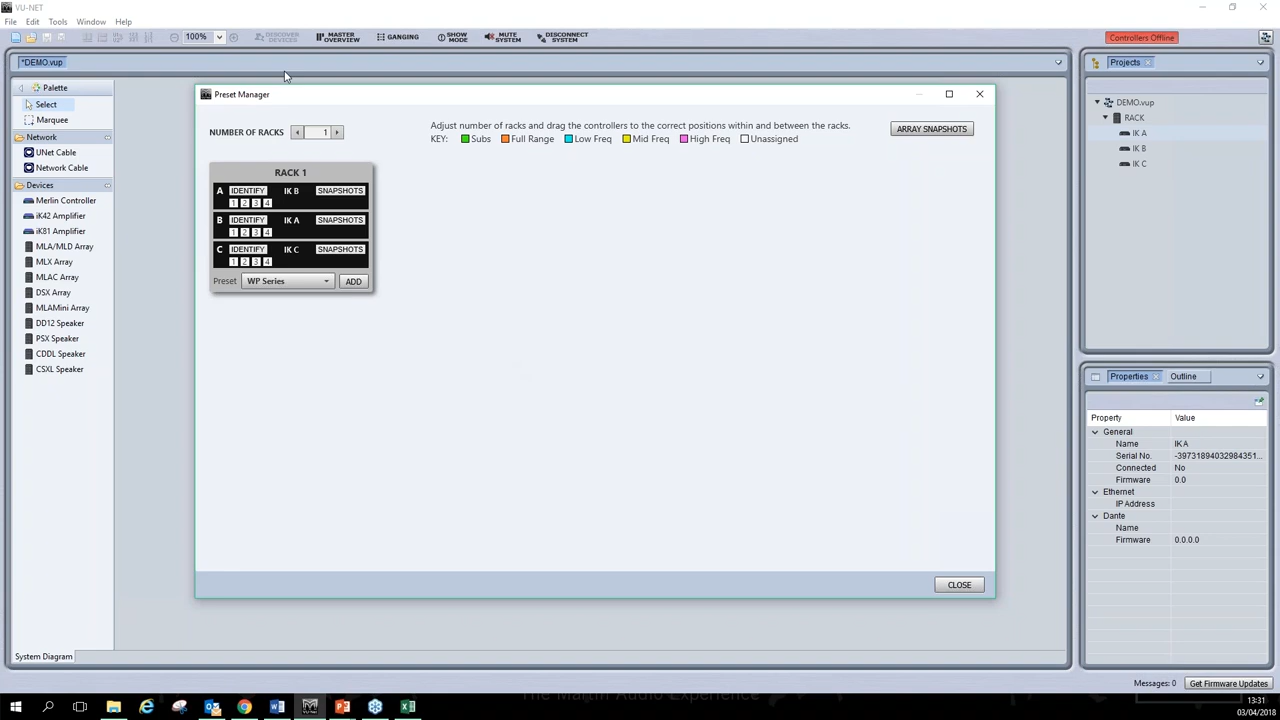 VU-NET
File Edit Tools Window Help
100% DISCOVER DEVICES MASTER OVERVIEW GANGING SHOW MODE MUTE SYSTEM DISCONNECT SYSTEM Controllers Offline
*DEMO.vup
Palette
Select
Marquee
Network
UNet Cable
Network Cable
Devices
Merlin Controller
iK42 Amplifier
iK81 Amplifier
MLA/MLD Array
MLX Array
MLAC Array
DSX Array
MLAMini Array
DD12 Speaker
PSX Speaker
CDDL Speaker
CSXL Speaker
System Diagram
Preset Manager
NUMBER OF RACKS 1
Adjust number of racks and drag the controllers to the correct positions within and between the racks.
KEY: Subs Full Range Low Freq Mid Freq High Freq Unassigned
ARRAY SNAPSHOTS
RACK 1
A IDENTIFY IK B SNAPSHOTS
1 2 3 4
B IDENTIFY IK A SNAPSHOTS
1 2 3 4
C IDENTIFY IK C SNAPSHOTS
1 2 3 4
Preset WP Series ADD
CLOSE
Projects
DEMO.vup
RACK
IK A
IK B
IK C
Properties Outline
Property Value
General
Name IK A
Serial No. -39731894032984351...
Connected No
Firmware 0.0
Ethernet
IP Address
Dante
Name
Firmware 0.0.0.0
Messages: 0 Get Firmware Updates
The Martin Audio Experience
13:31
03/04/2018